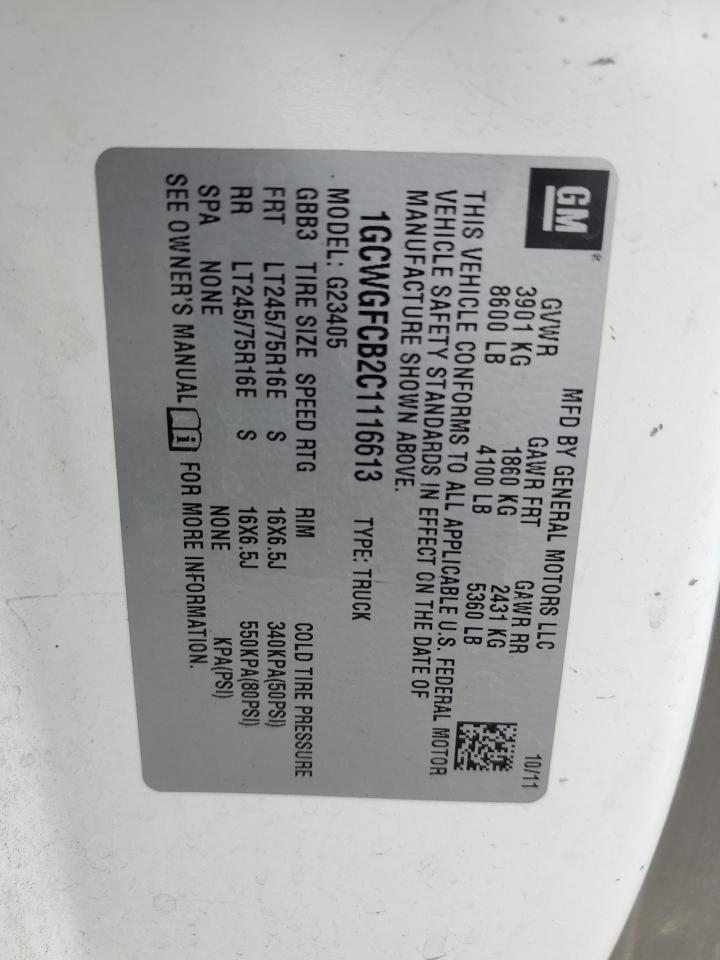 GM®
MFD BY GENERAL MOTORS LLC 10/11
GVWR GAWR FRT GAWR RR
3901 KG 1860 KG 2431 KG
8600 LB 4100 LB 5360 LB
THIS VEHICLE CONFORMS TO ALL APPLICABLE U.S. FEDERAL MOTOR
VEHICLE SAFETY STANDARDS IN EFFECT ON THE DATE OF
MANUFACTURE SHOWN ABOVE.
1GCWGFCB2C1116613 TYPE: TRUCK
MODEL: G23405
GBB3 TIRE SIZE SPEED RTG RIM COLD TIRE PRESSURE
FRT LT245/75R16E S 16X6.5J 340KPA(50PSI)
RR LT245/75R16E S 16X6.5J 550KPA(80PSI)
SPA NONE NONE KPA(PSI)
SEE OWNER'S MANUAL i FOR MORE INFORMATION.